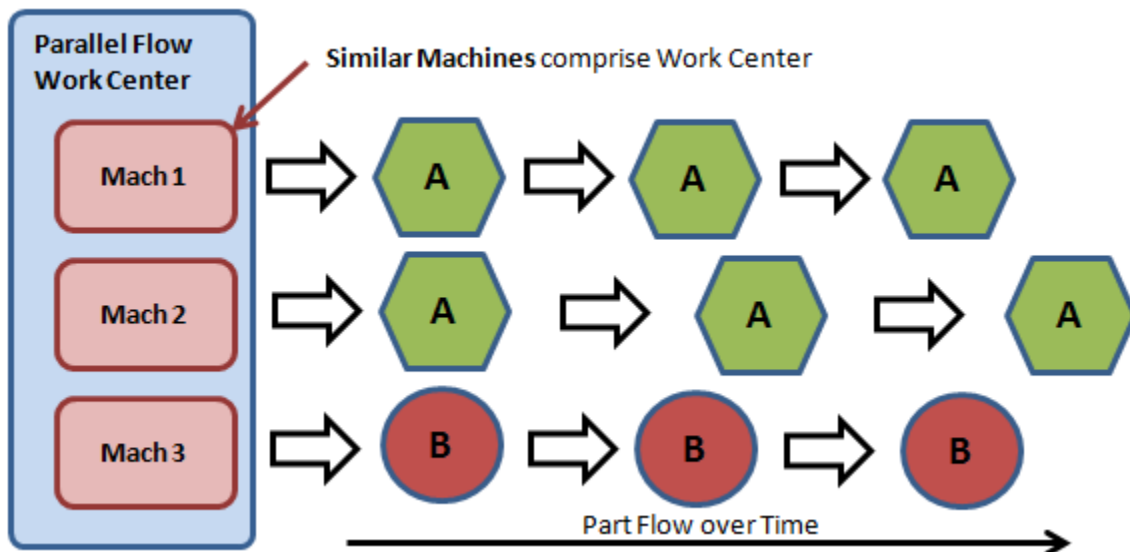 Parallel Flow
Work Center
Similar Machines comprise Work Center
Mach 1
A
A
A
Mach 2
A
A
A
Mach 3
B
B
B
Part Flow over Time